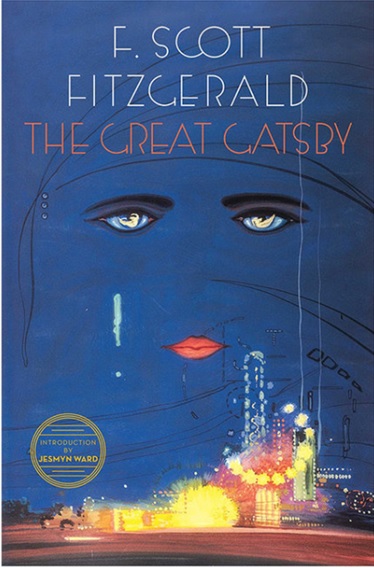 F. SCOTT
FITZGERALD
THE GREAT GATSBY
INTRODUCTION
BY
JESMYN WARD